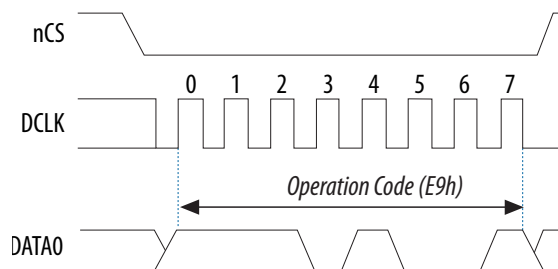 nCS
0 1 2 3 4 5 6 7
DCLK
Operation Code (E9h)
DATA0